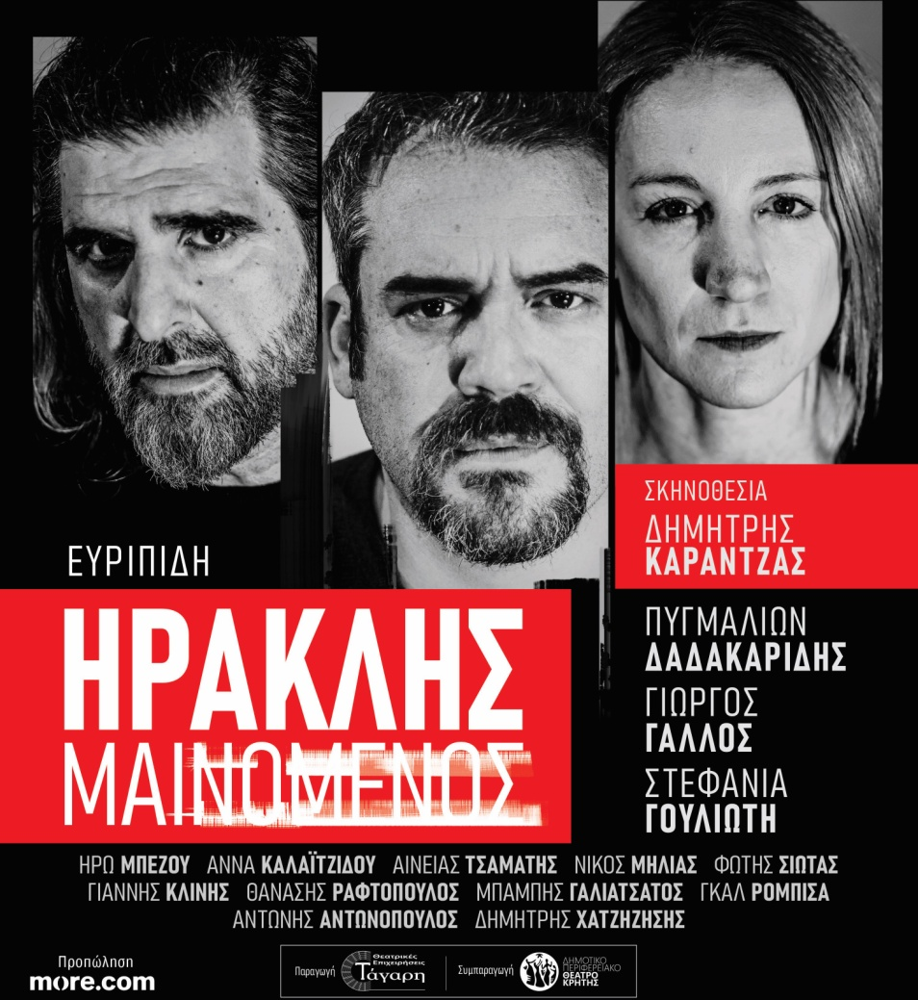 ΕΥΡΙΠΙΔΗ
ΗΡΑΚΛΗΣ
ΜΑΙΝΟΜΕΝΟΣ
ΣΚΗΝΟΘΕΣΙΑ
ΔΗΜΗΤΡΗΣ
ΚΑΡΑΝΤΖΑΣ
ΠΥΓΜΑΛΙΩΝ
ΔΑΔΑΚΑΡΙΔΗΣ
ΓΙΩΡΓΟΣ
ΓΑΛΛΟΣ
ΣΤΕΦΑΝΙΑ
ΓΟΥΛΙΩΤΗ
ΗΡΩ ΜΠΕΖΟΥ ΑΝΝΑ ΚΑΛΑΪΤΖΙΔΟΥ ΑΙΝΕΙΑΣ ΤΣΑΜΑΤΗΣ ΝΙΚΟΣ ΜΗΛΙΑΣ ΦΩΤΗΣ ΣΙΩΤΑΣ
ΓΙΑΝΝΗΣ ΚΛΙΝΗΣ ΘΑΝΑΣΗΣ ΡΑΦΤΟΠΟΥΛΟΣ ΜΠΑΜΠΗΣ ΓΑΛΙΑΤΣΑΤΟΣ ΓΚΑΛ ΡΟΜΠΙΣΑ
ΑΝΤΩΝΗΣ ΑΝΤΩΝΟΠΟΥΛΟΣ ΔΗΜΗΤΡΗΣ ΧΑΤΖΗΖΗΣΗΣ
Προπώληση
more.com
Παραγωγή
Θεατρικές
Επιχειρήσεις
Τάγαρη
Συμπαραγωγή
ΔΗΜΟΤΙΚΟ
ΠΕΡΙΦΕΡΕΙΑΚΟ
ΘΕΑΤΡΟ
ΚΡΗΤΗΣ